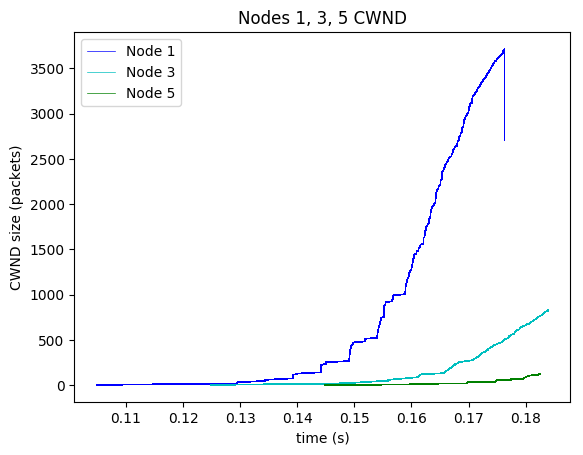 Nodes 1, 3, 5 CWND
Node 1
Node 3
Node 5
CWND size (packets)
3500
3000
2500
2000
1500
1000
500
0
0.11 0.12 0.13 0.14 0.15 0.16 0.17 0.18
time (s)